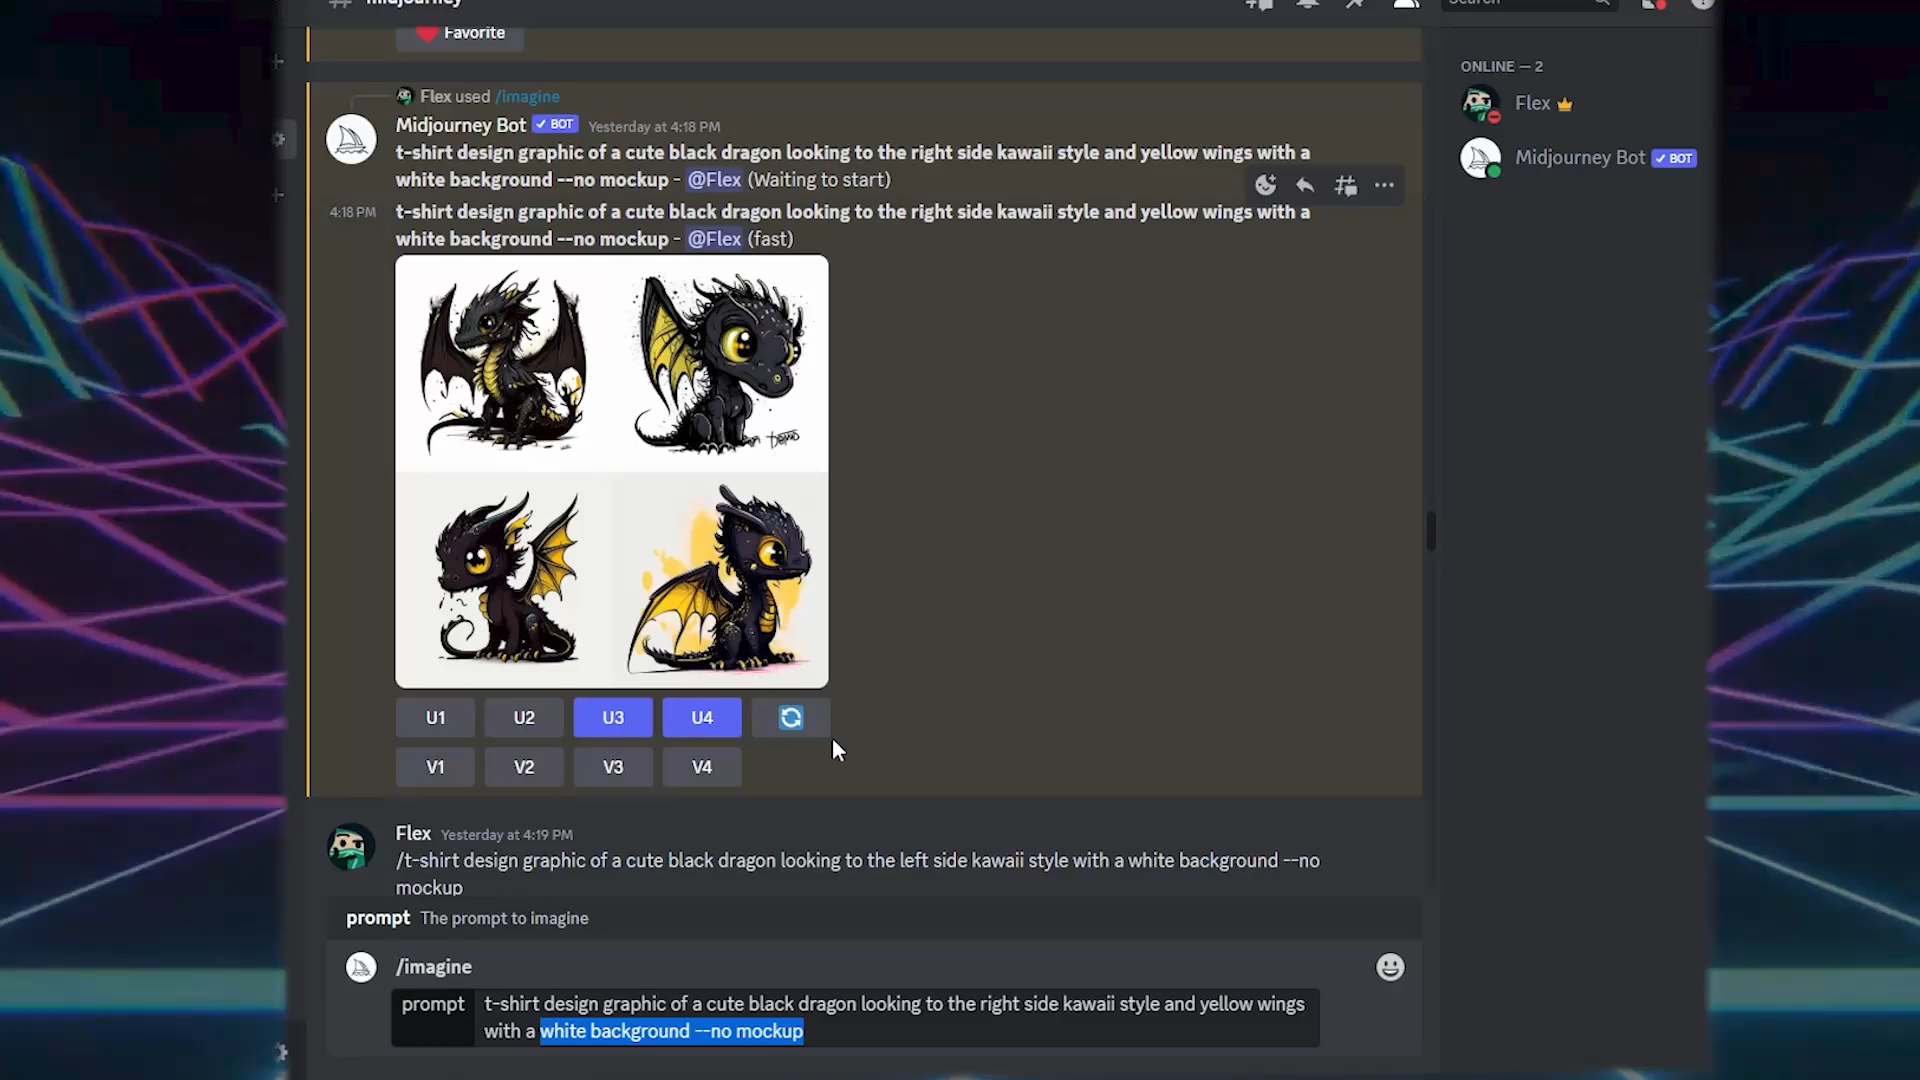 midjourney
Search
Favorite
ONLINE — 2
Flex
Midjourney Bot ✓ BOT
Flex used /imagine
Midjourney Bot ✓ BOT Yesterday at 4:18 PM
t-shirt design graphic of a cute black dragon looking to the right side kawaii style and yellow wings with a
white background --no mockup - @Flex (Waiting to start)
4:18 PM t-shirt design graphic of a cute black dragon looking to the right side kawaii style and yellow wings with a
white background --no mockup - @Flex (fast)
U1 U2 U3 U4
V1 V2 V3 V4
Flex Yesterday at 4:19 PM
/t-shirt design graphic of a cute black dragon looking to the left side kawaii style with a white background --no
mockup
prompt The prompt to imagine
/imagine
prompt t-shirt design graphic of a cute black dragon looking to the right side kawaii style and yellow wings
with a white background --no mockup